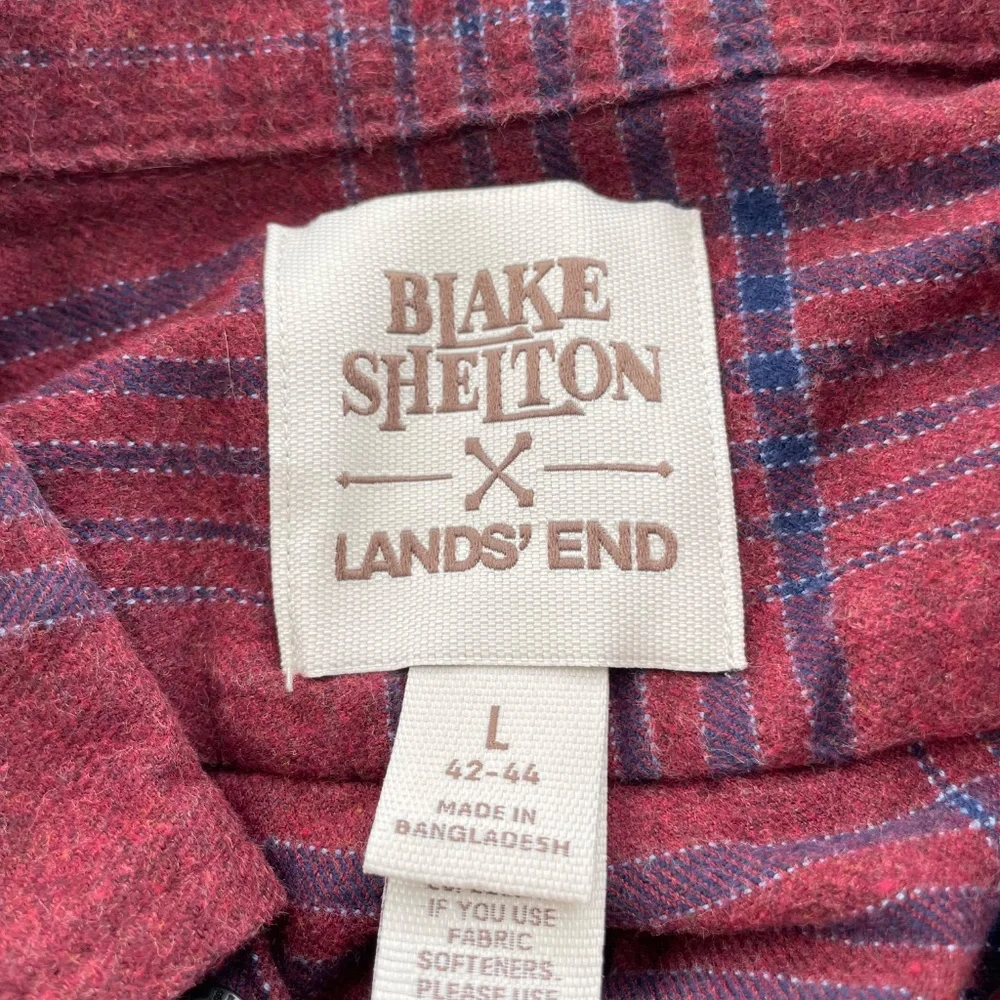 BLAKE
SHELTON
LANDS' END
L
42-44
MADE IN
BANGLADESH
IF YOU USE
FABRIC
SOFTENERS.
PLEASE USE